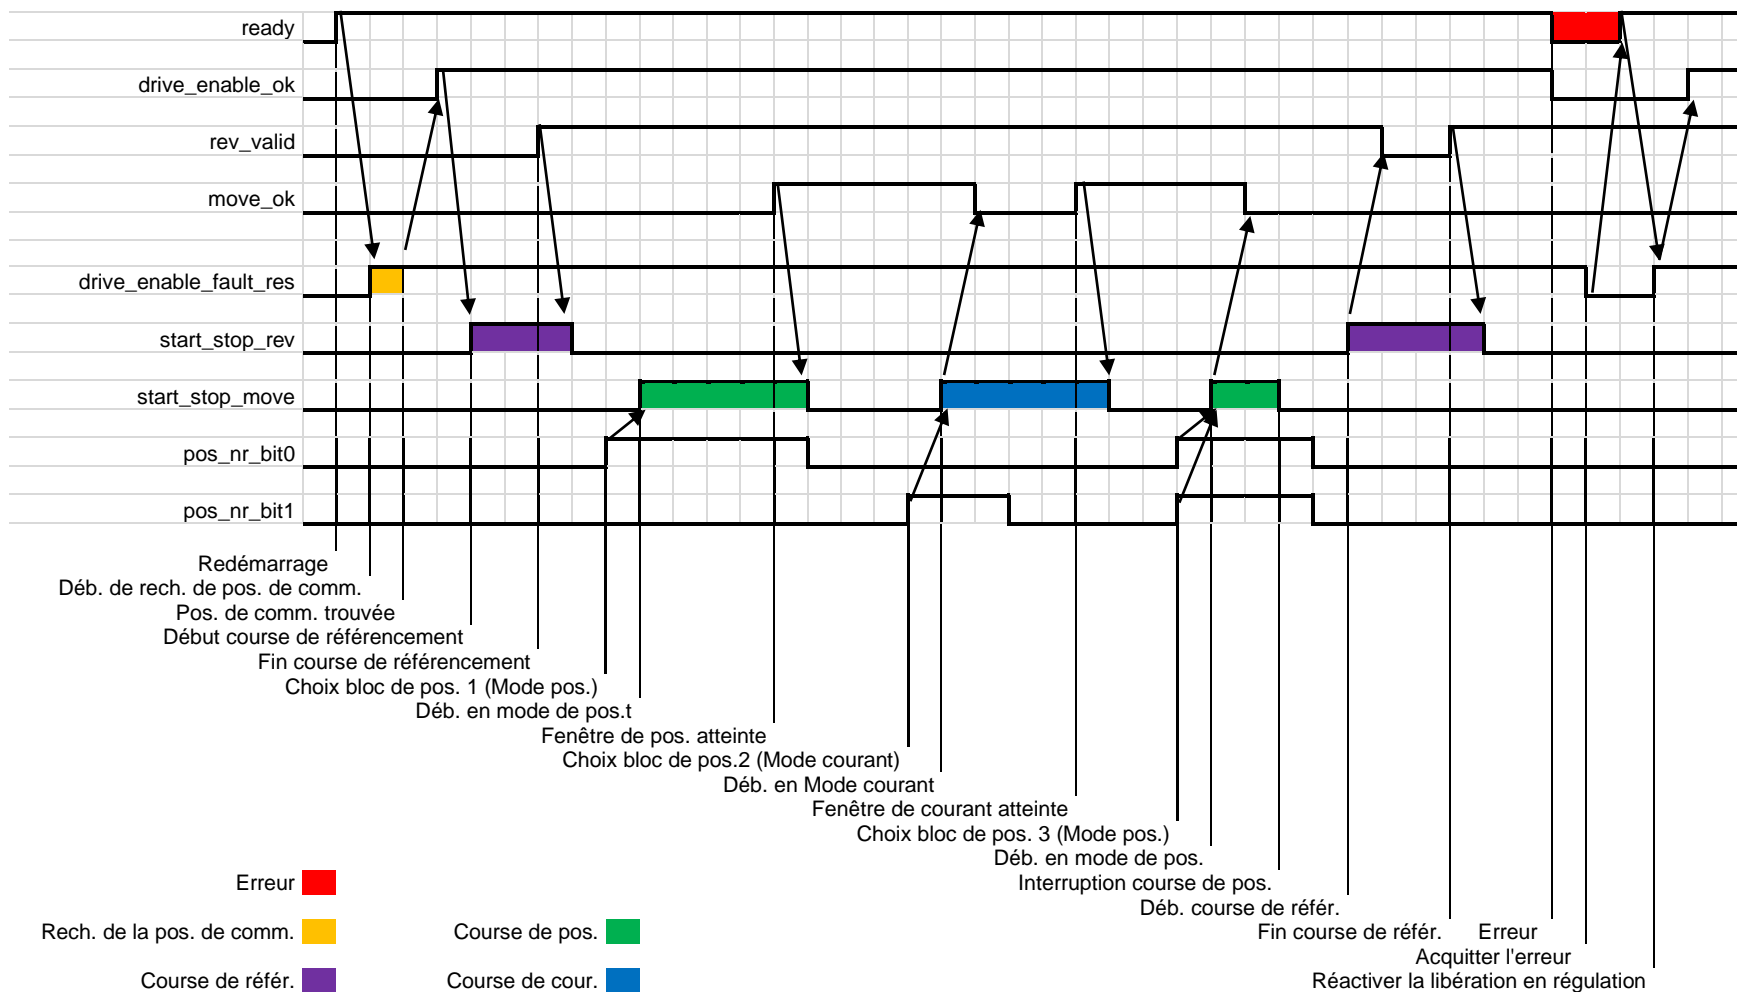 ready
drive_enable_ok
rev_valid
move_ok
drive_enable_fault_res
start_stop_rev
start_stop_move
pos_nr_bit0
pos_nr_bit1
Redémarrage
Déb. de rech. de pos. de comm.
Pos. de comm. trouvée
Début course de référencement
Fin course de référencement
Choix bloc de pos. 1 (Mode pos.)
Déb. en mode de pos.t
Fenêtre de pos. atteinte
Choix bloc de pos.2 (Mode courant)
Déb. en Mode courant
Fenêtre de courant atteinte
Choix bloc de pos. 3 (Mode pos.)
Déb. en mode de pos.
Interruption course de pos.
Déb. course de référ.
Fin course de référ.
Erreur
Acquitter l'erreur
Réactiver la libération en régulation
Erreur
Rech. de la pos. de comm.
Course de référ.
Course de pos.
Course de cour.